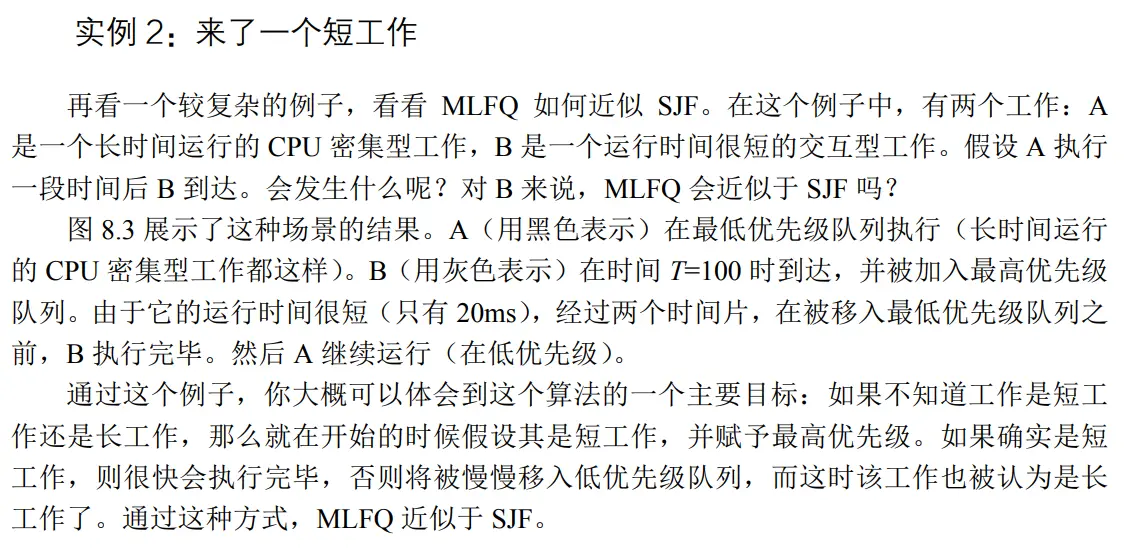 实例 2：来了一个短工作
再看一个较复杂的例子，看看 MLFQ 如何近似 SJF。在这个例子中，有两个工作：A
是一个长时间运行的 CPU 密集型工作，B 是一个运行时间很短的交互型工作。假设 A 执行
一段时间后 B 到达。会发生什么呢？对 B 来说，MLFQ 会近似于 SJF 吗？
图 8.3 展示了这种场景的结果。A（用黑色表示）在最低优先级队列执行（长时间运行
的 CPU 密集型工作都这样）。B（用灰色表示）在时间 T=100 时到达，并被加入最高优先级
队列。由于它的运行时间很短（只有 20ms），经过两个时间片，在被移入最低优先级队列之
前，B 执行完毕。然后 A 继续运行（在低优先级）。
通过这个例子，你大概可以体会到这个算法的一个主要目标：如果不知道工作是短工
作还是长工作，那么就在开始的时候假设其是短工作，并赋予最高优先级。如果确实是短
工作，则很快会执行完毕，否则将被慢慢移入低优先级队列，而这时该工作也被认为是长
工作了。通过这种方式，MLFQ 近似于 SJF。